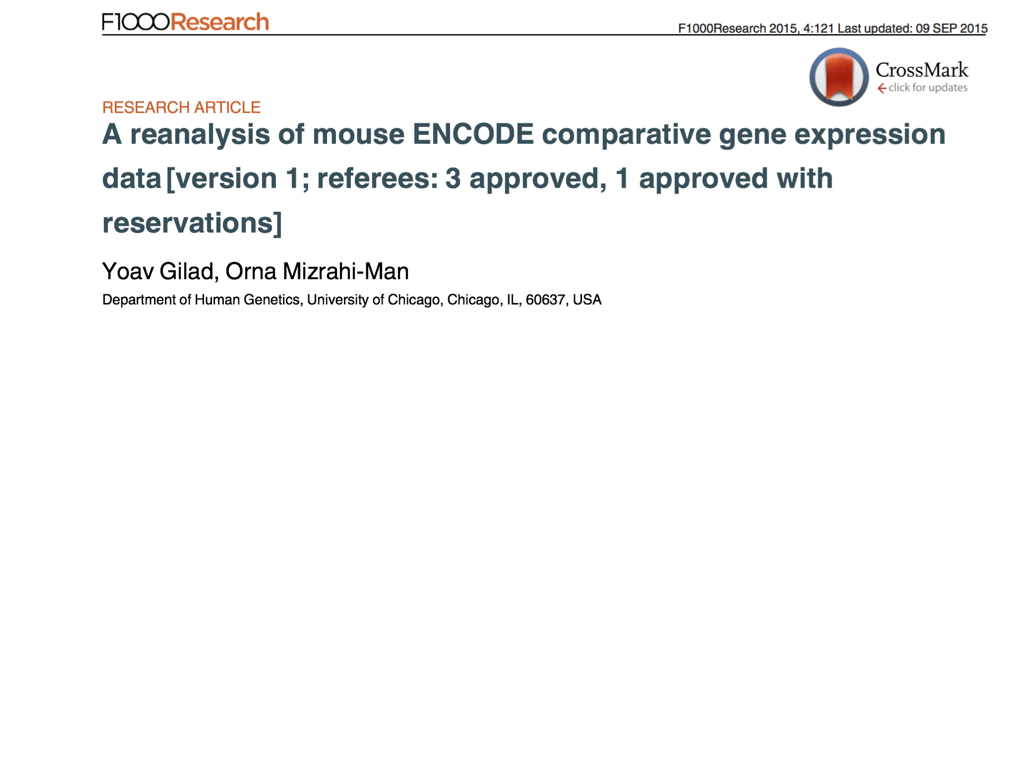 F1000Research
F1000Research 2015, 4:121 Last updated: 09 SEP 2015
CrossMark
click for updates
RESEARCH ARTICLE
A reanalysis of mouse ENCODE comparative gene expression
data [version 1; referees: 3 approved, 1 approved with
reservations]
Yoav Gilad, Orna Mizrahi-Man
Department of Human Genetics, University of Chicago, Chicago, IL, 60637, USA